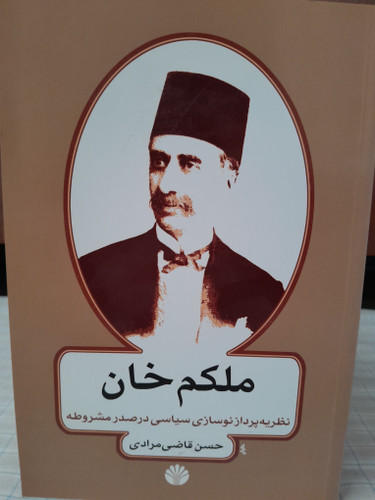 ملکم خان
نظریه‌پرداز نوسازی سیاسی در صدر مشروطه
حسن قاضی‌مرادی